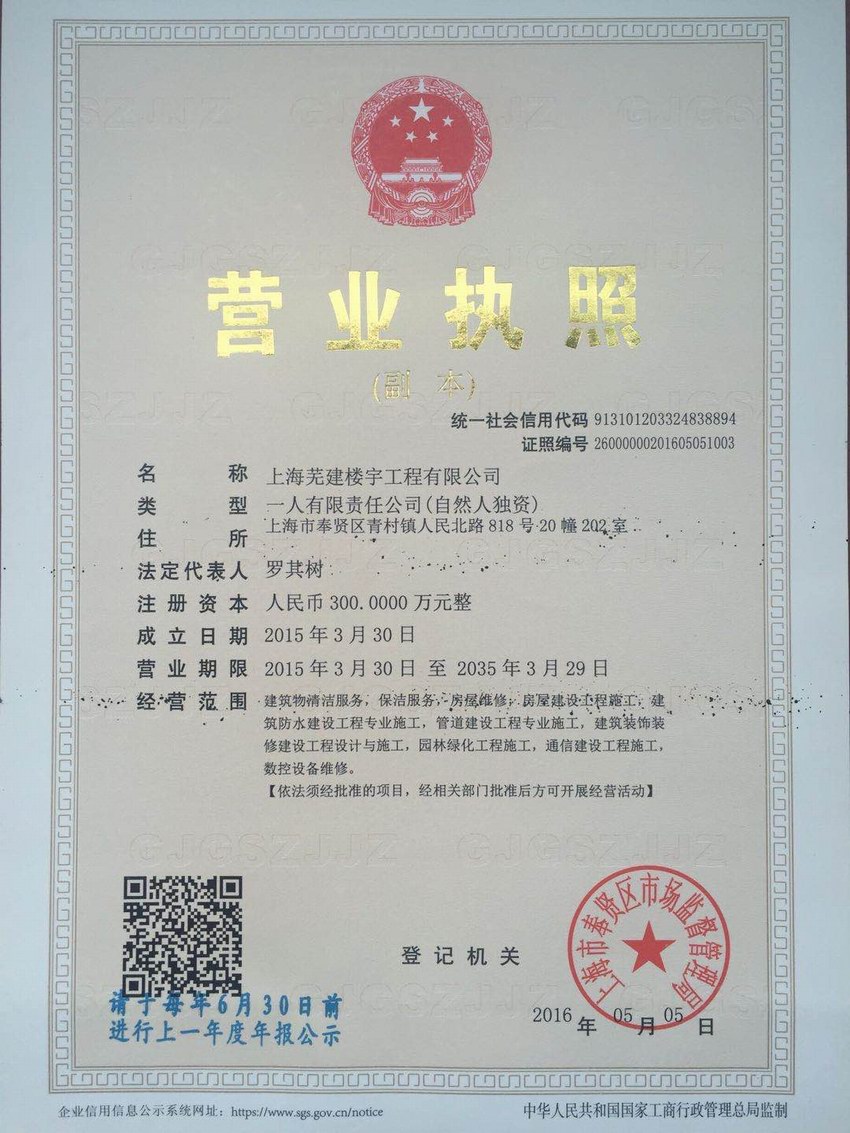 营业执照
(副 本)
统一社会信用代码 913101203324838894
证照编号 26000000201605051003
名称 上海芜建楼宇工程有限公司
类型 一人有限责任公司(自然人独资)
住所 上海市奉贤区青村镇人民北路818号20幢202室
法定代表人 罗其树
注册资本 人民币300.0000万元整
成立日期 2015年3月30日
营业期限 2015年3月30日 至 2035年3月29日
经营范围 建筑物清洁服务，保洁服务，房屋维修，房屋建设工程施工，建
筑防水建设工程专业施工，管道建设工程专业施工，建筑装饰装
修建设工程设计与施工，园林绿化工程施工，通信建设工程施工，
数控设备维修。
【依法须经批准的项目，经相关部门批准后方可开展经营活动】
登记机关
上海市奉贤区市场监督管理局
2016年05月05日
请于每年6月30日前
进行上一年度年报公示
企业信用信息公示系统网址：https://www.sgs.gov.cn/notice
中华人民共和国国家工商行政管理总局监制
GJGSZJJZ